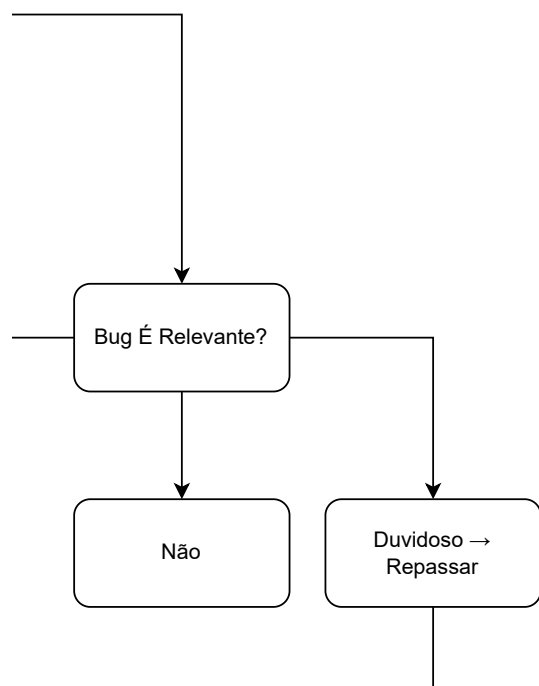 Bug É Relevante?
Não
Duvidoso →
Repassar